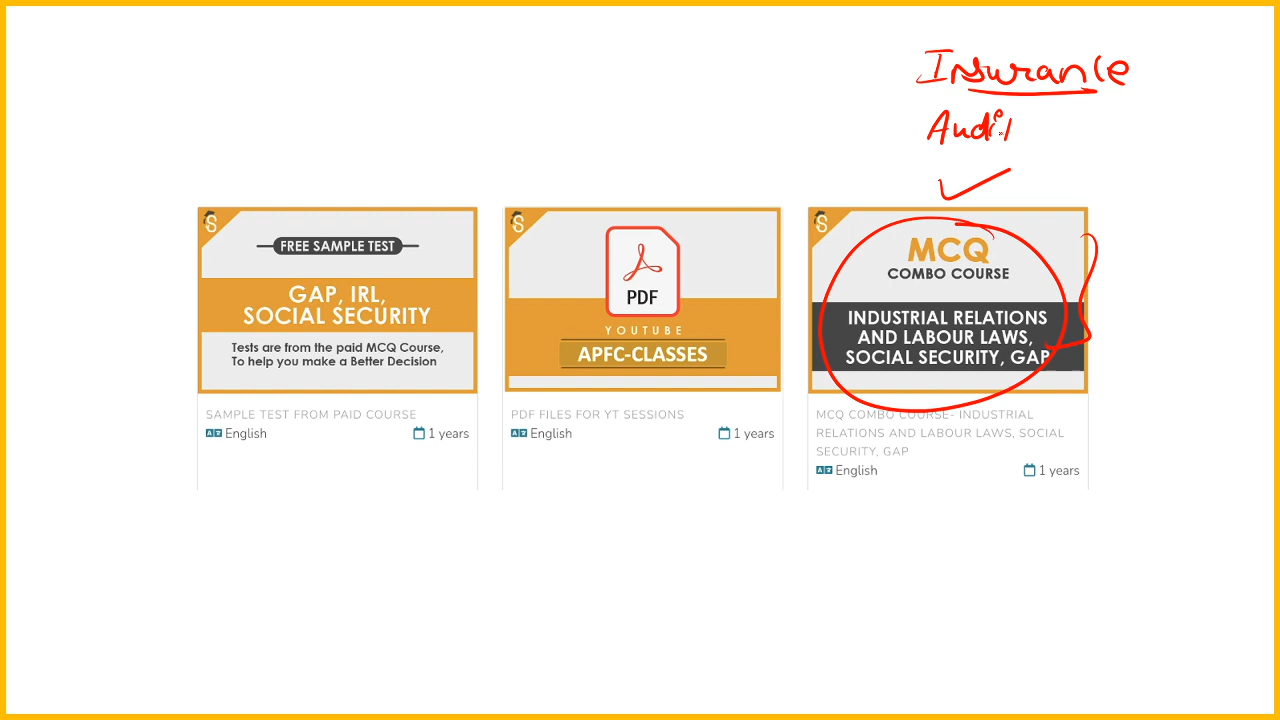 Insurance
Audit
FREE SAMPLE TEST
GAP, IRL,
SOCIAL SECURITY
Tests are from the paid MCQ Course,
To help you make a Better Decision
SAMPLE TEST FROM PAID COURSE
English
1 years
PDF
YOUTUBE
APFC-CLASSES
PDF FILES FOR YT SESSIONS
English
1 years
MCQ
COMBO COURSE
INDUSTRIAL RELATIONS
AND LABOUR LAWS,
SOCIAL SECURITY, GAP
MCQ COMBO COURSE- INDUSTRIAL
RELATIONS AND LABOUR LAWS, SOCIAL
SECURITY, GAP
English
1 years